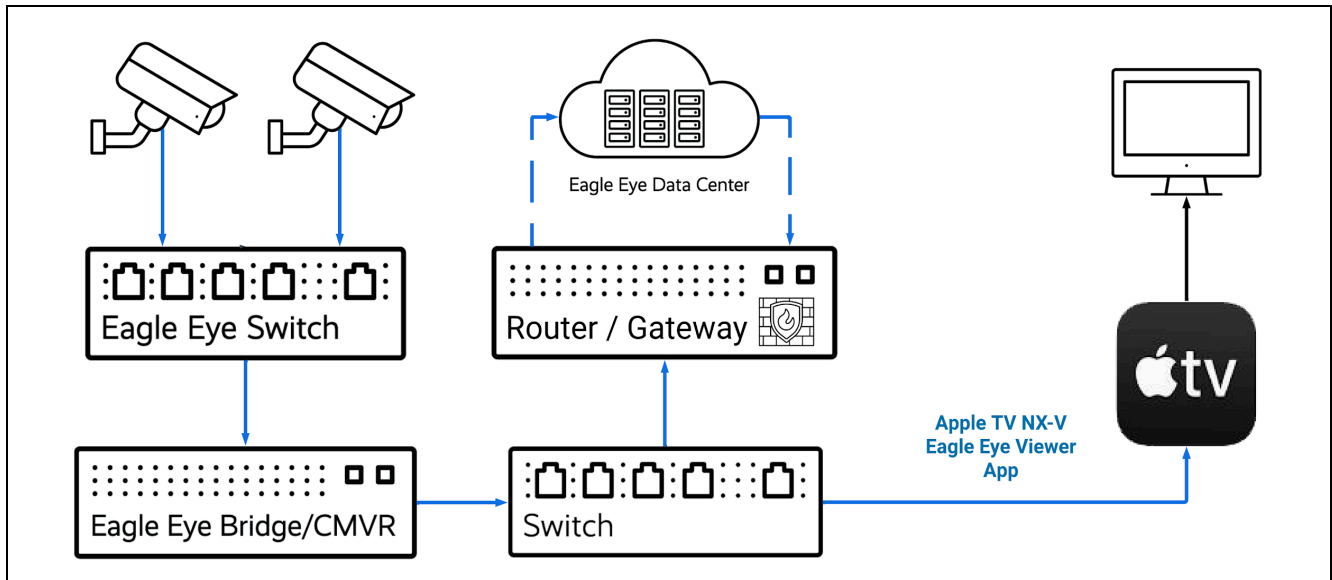 Eagle Eye Data Center
Eagle Eye Switch
Router / Gateway
tv
Apple TV NX-V
Eagle Eye Viewer
App
Eagle Eye Bridge/CMVR
Switch